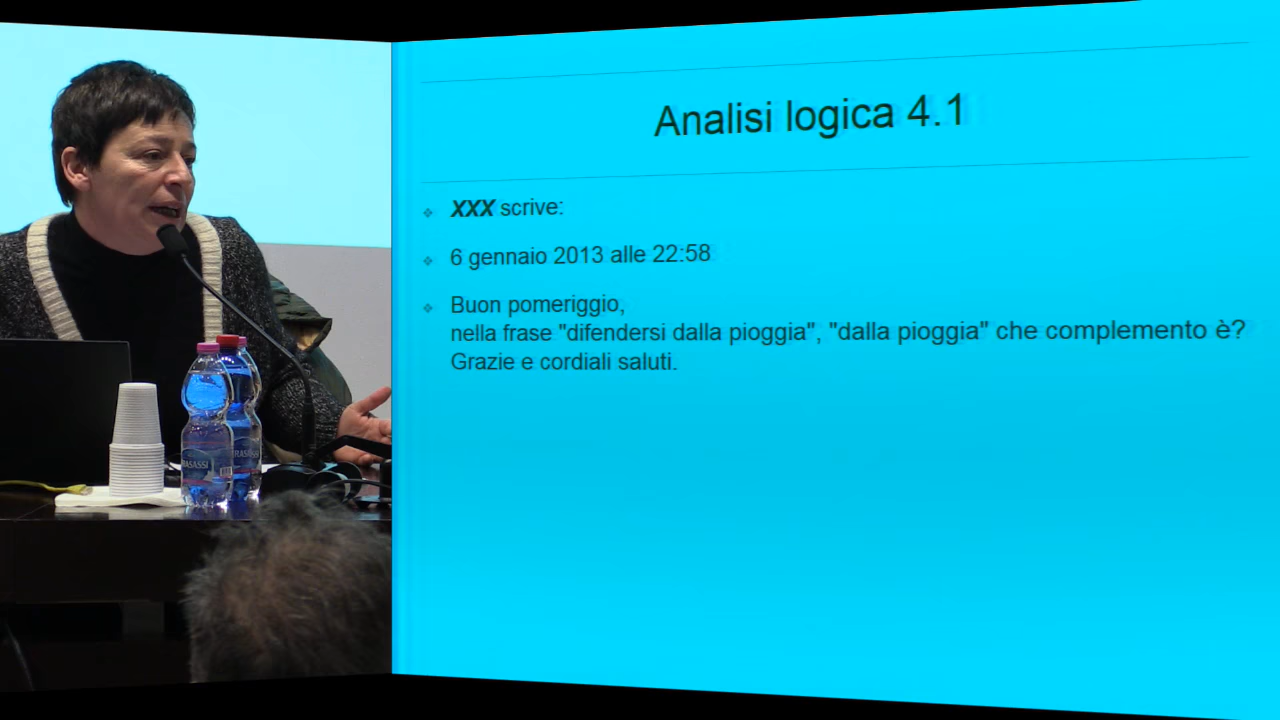 Analisi logica 4.1
XXX scrive:
6 gennaio 2013 alle 22:58
Buon pomeriggio,
nella frase "difendersi dalla pioggia", "dalla pioggia" che complemento è?
Grazie e cordiali saluti.